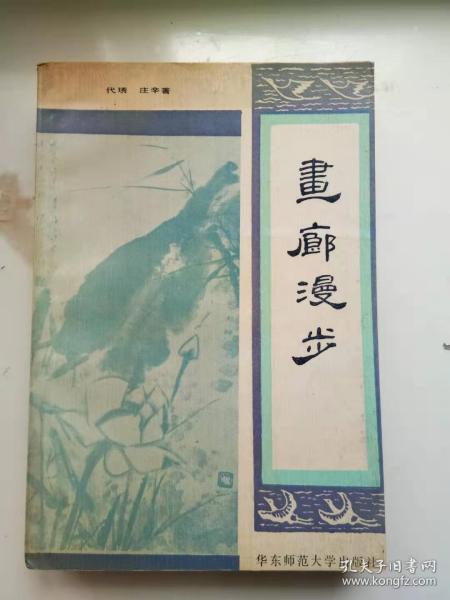 代琇 庄辛著
畫廊漫步
华东师范大学出版社
孔夫子旧书网
www.kongfz.com